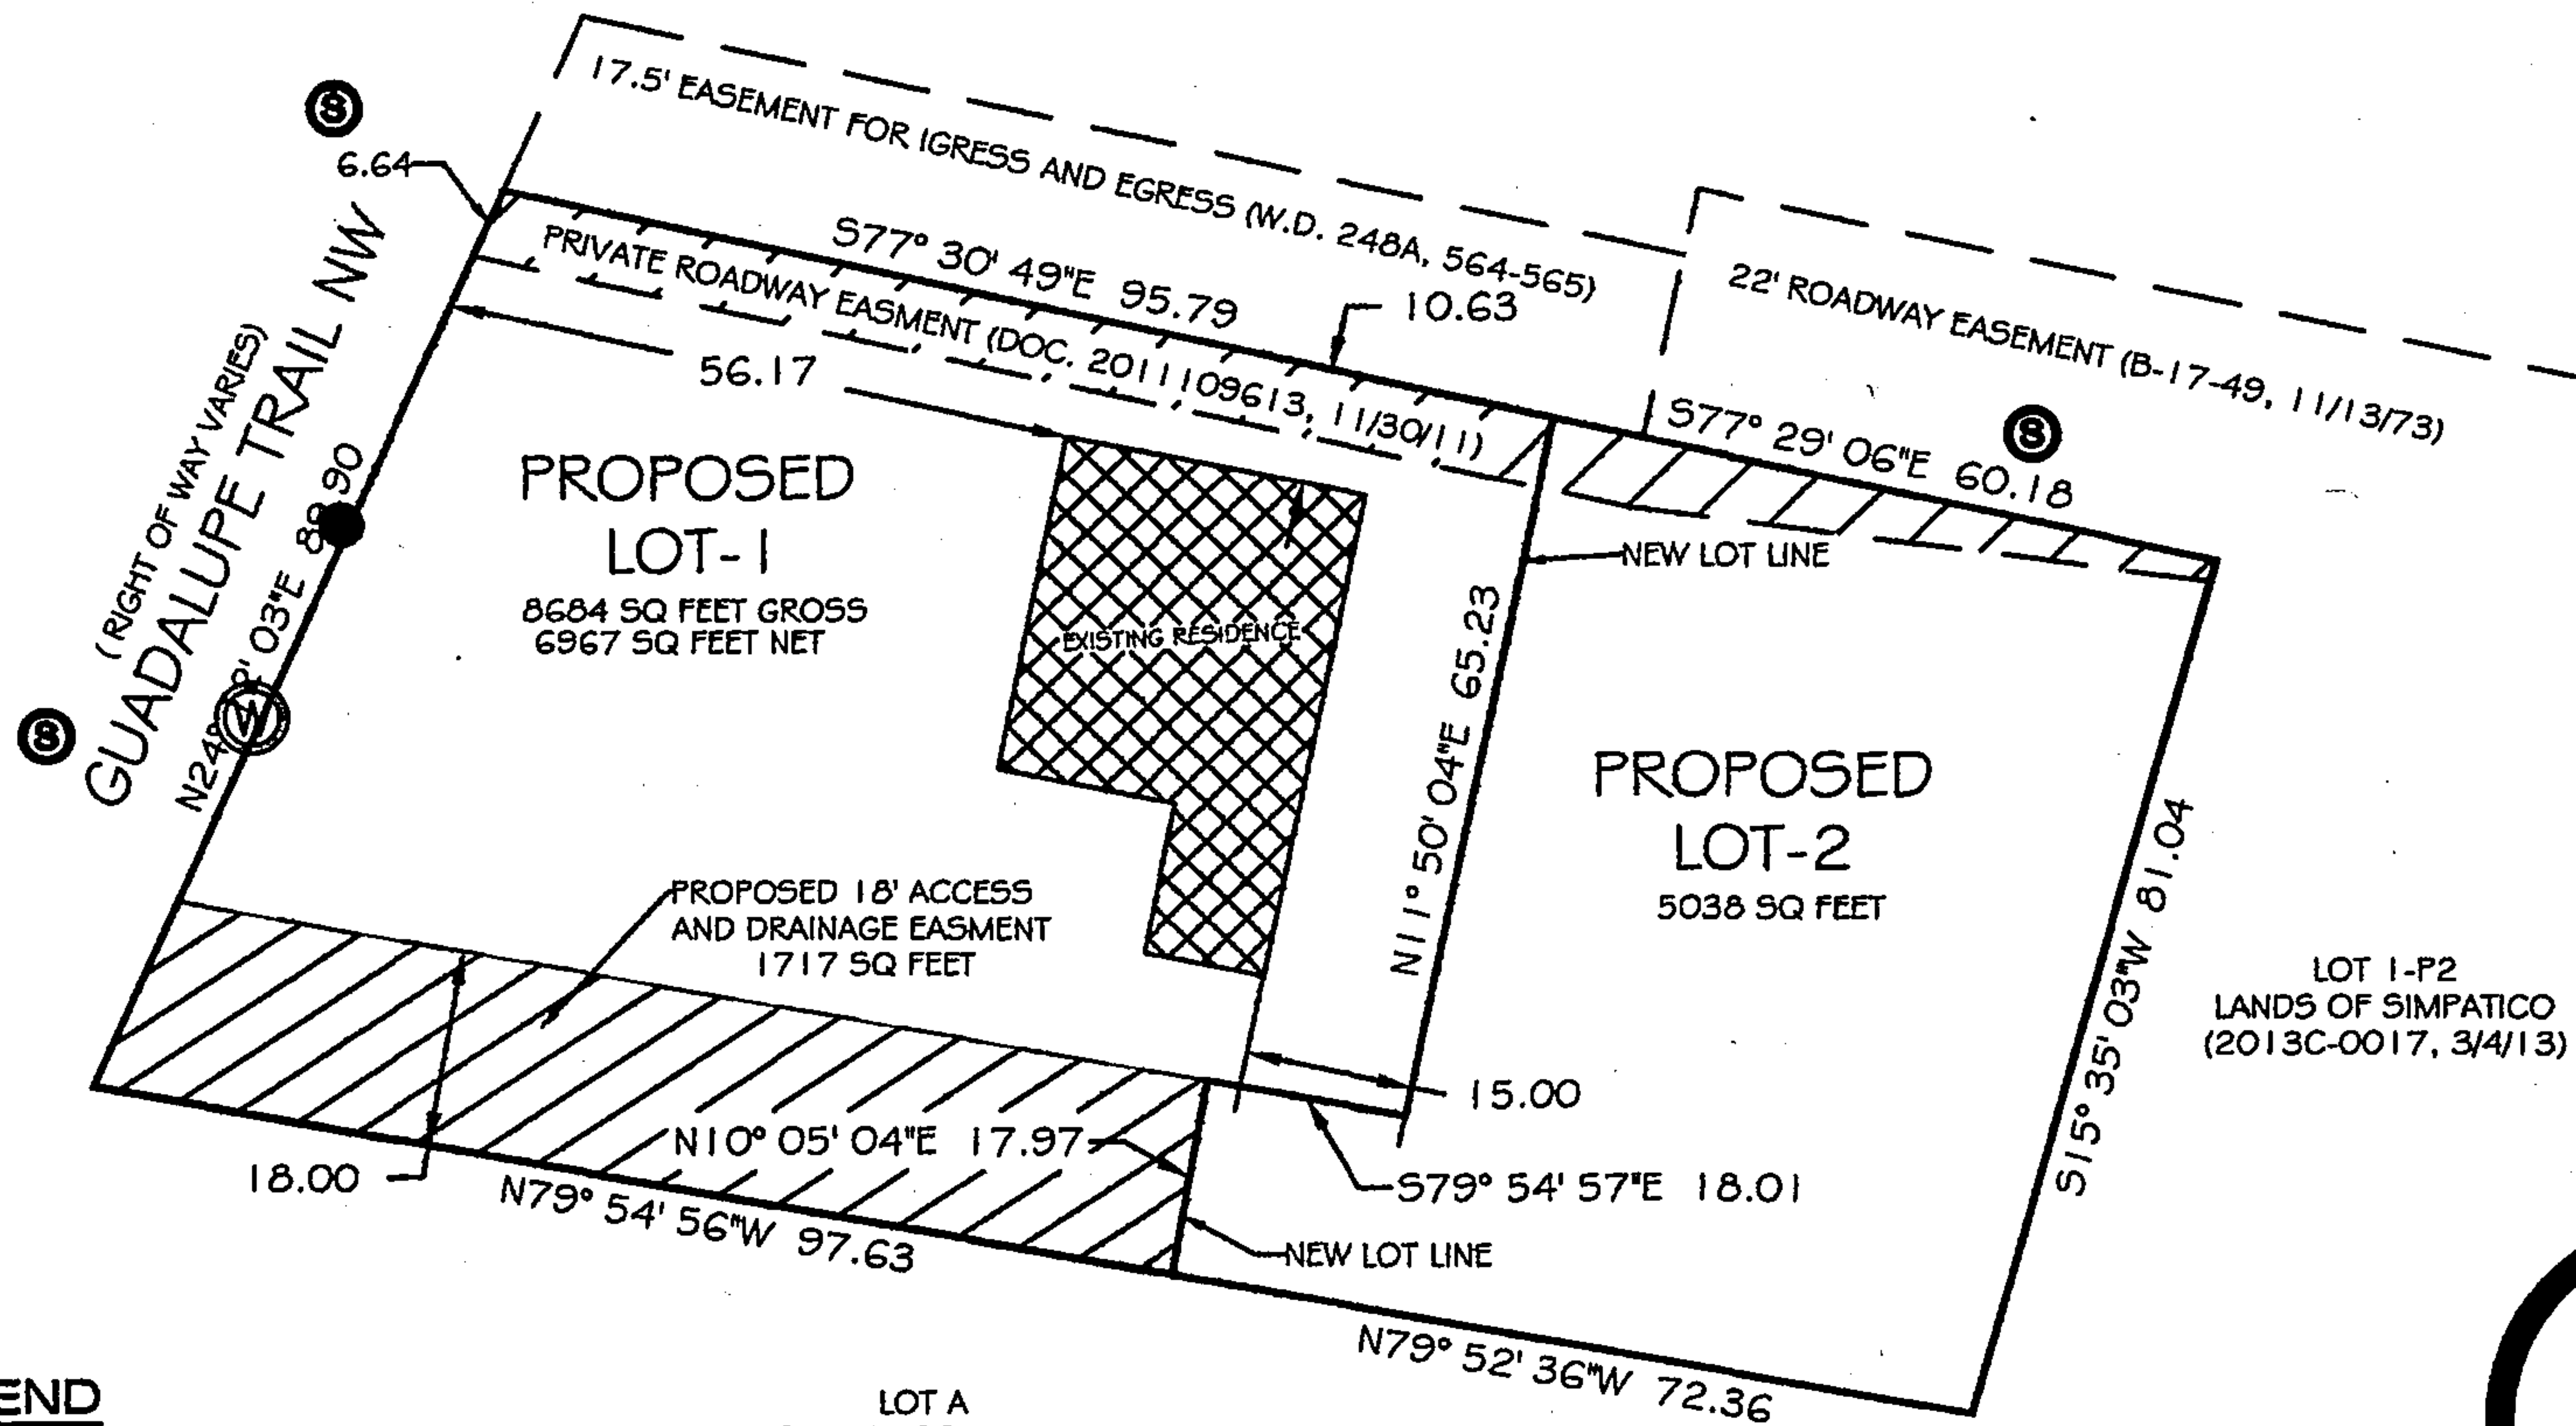 17.5' EASEMENT FOR IGRESS AND EGRESS (W.D. 248A, 564-565)
S
6.64
PRIVATE ROADWAY EASMENT (DOC. 2011109613, 11/30/11)
S77° 30' 49"E 95.79
10.63
22' ROADWAY EASEMENT (B-17-49, 11/13/73)
S77° 29' 06"E 60.18
S
(RIGHT OF WAY VARIES)
GUADALUPE TRAIL NW
03"E
56.17
PROPOSED
LOT-1
8684 SQ FEET GROSS
6967 SQ FEET NET
EXISTING RESIDENCE
NEW LOT LINE
N11° 50' 04"E 65.23
W
S
PROPOSED
LOT-2
5038 SQ FEET
S15° 35' 03"W 81.04
LOT 1-P2
LANDS OF SIMPATICO
(2013C-0017, 3/4/13)
PROPOSED 18' ACCESS
AND DRAINAGE EASMENT
1717 SQ FEET
15.00
N10° 05' 04"E 17.97
18.00
S79° 54' 57"E 18.01
N79° 54' 56"W 97.63
NEW LOT LINE
N79° 52' 36"W 72.36
LOT A